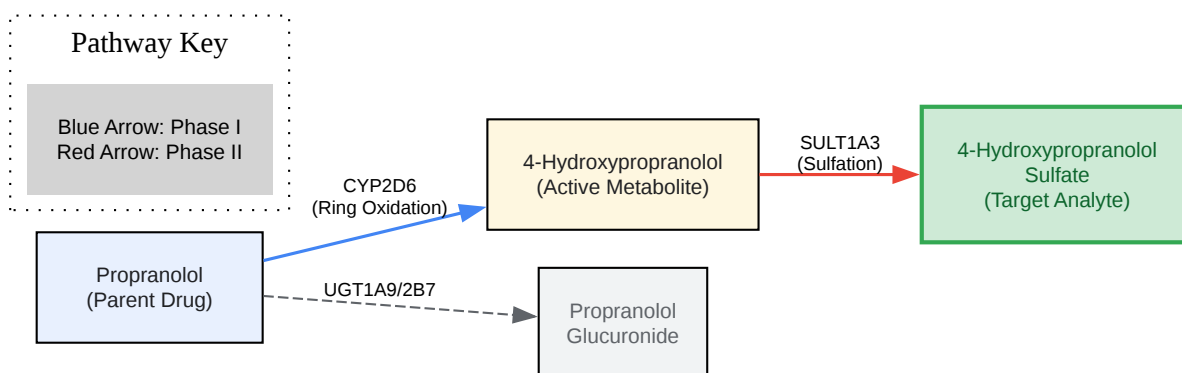 Pathway Key
Blue Arrow: Phase I
Red Arrow: Phase II
Propranolol
(Parent Drug)
CYP2D6
(Ring Oxidation)
UGT1A9/2B7
4-Hydroxypropranolol
(Active Metabolite)
Propranolol
Glucuronide
SULT1A3
(Sulfation)
4-Hydroxypropranolol
Sulfate
(Target Analyte)